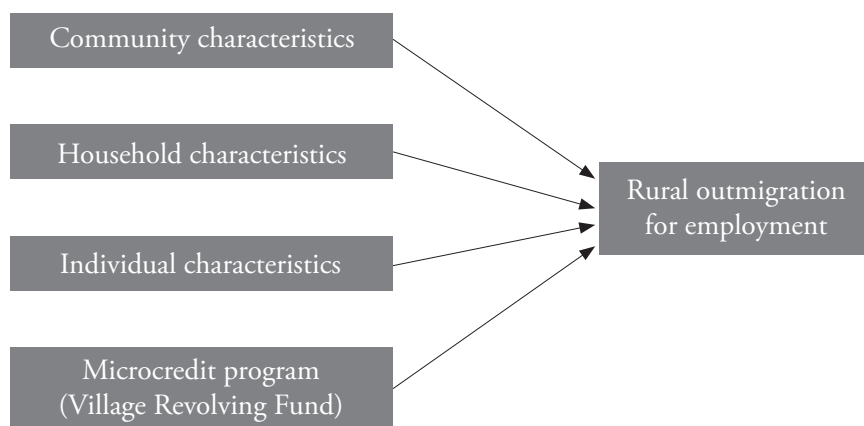 Community characteristics
Household characteristics
Individual characteristics
Microcredit program
(Village Revolving Fund)
Rural outmigration
for employment